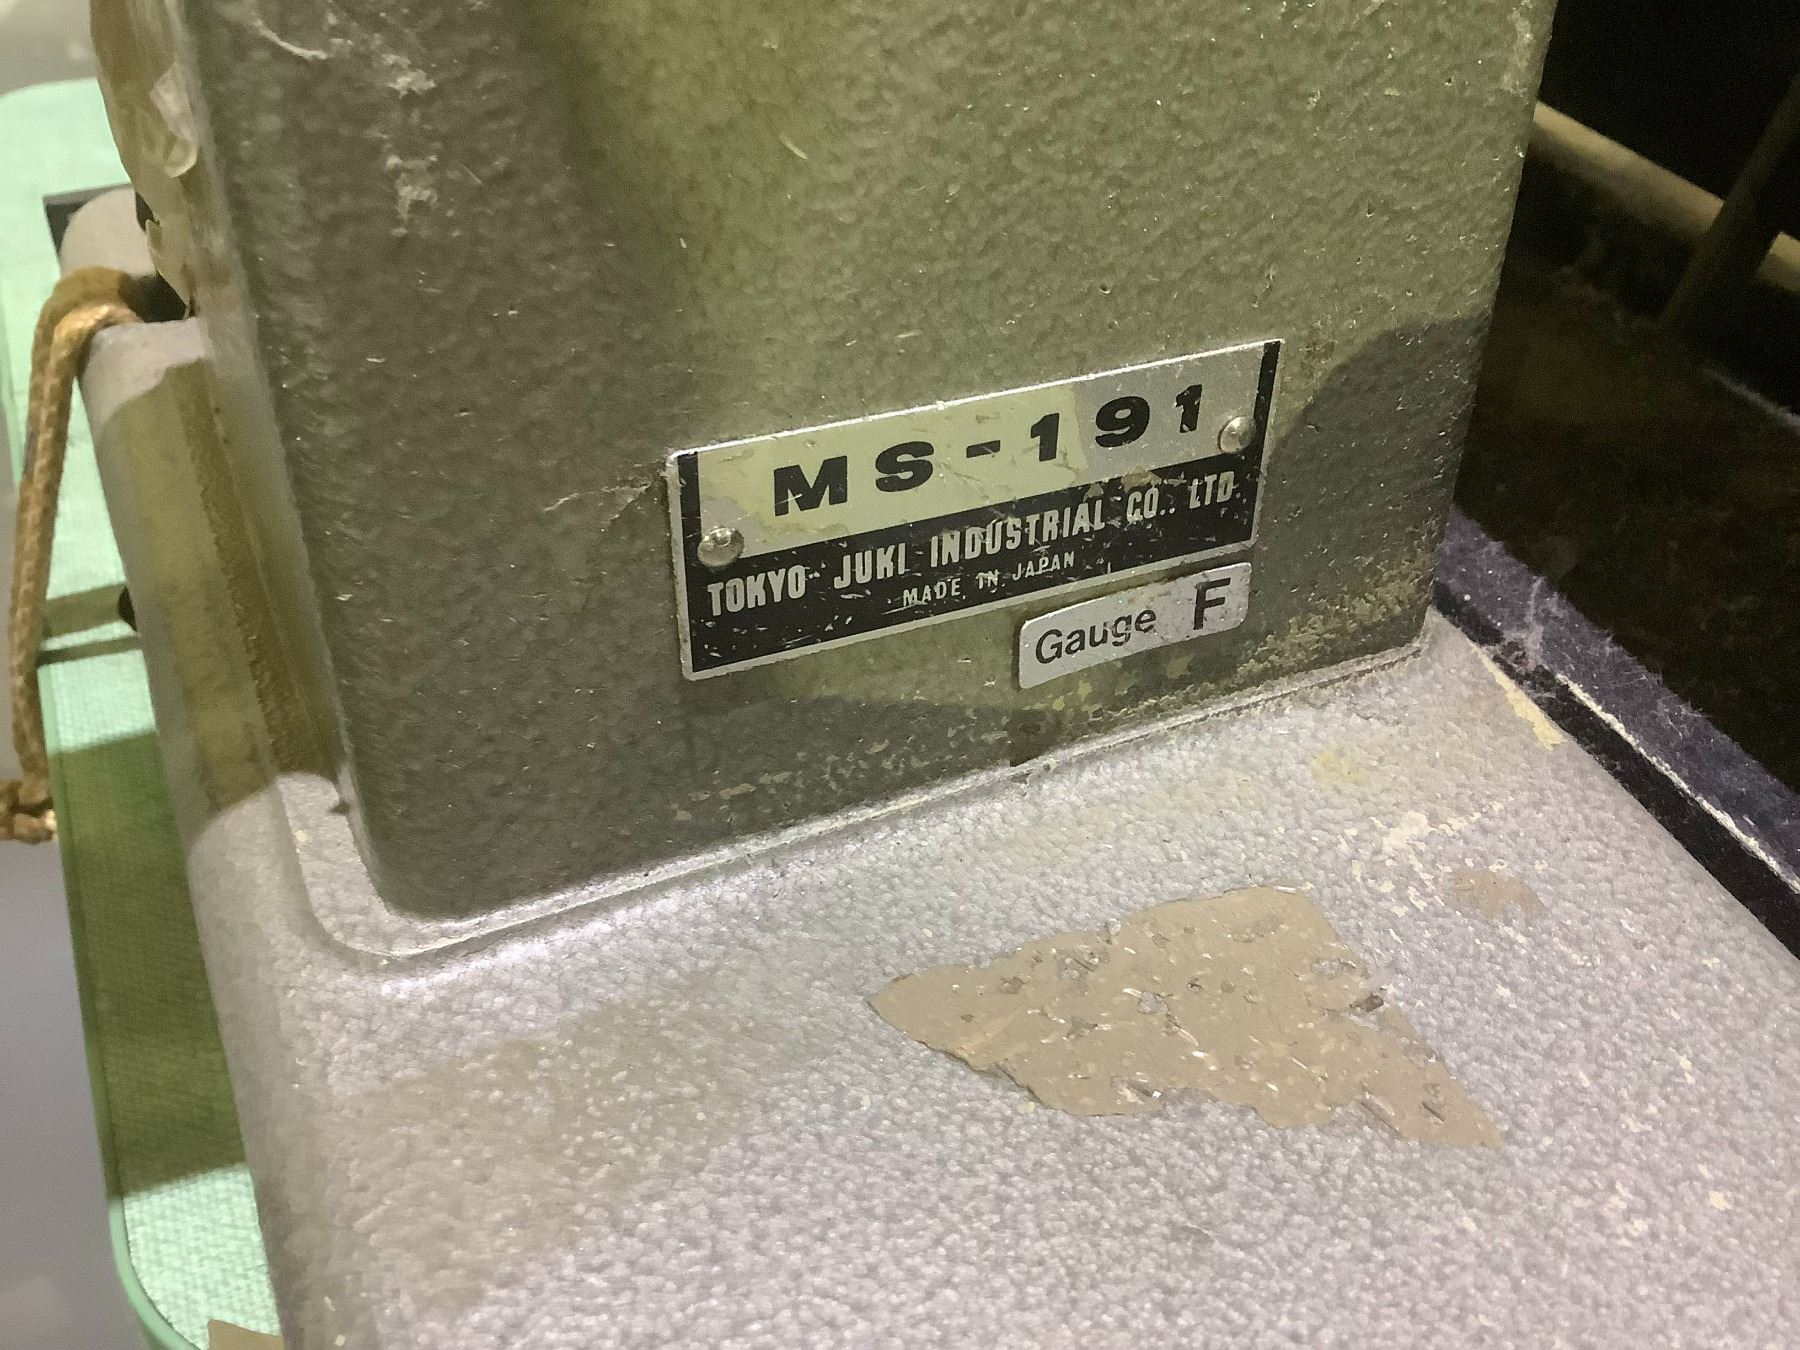 MS-191
TOKYO JUKI INDUSTRIAL CO., LTD.
MADE IN JAPAN
Gauge F